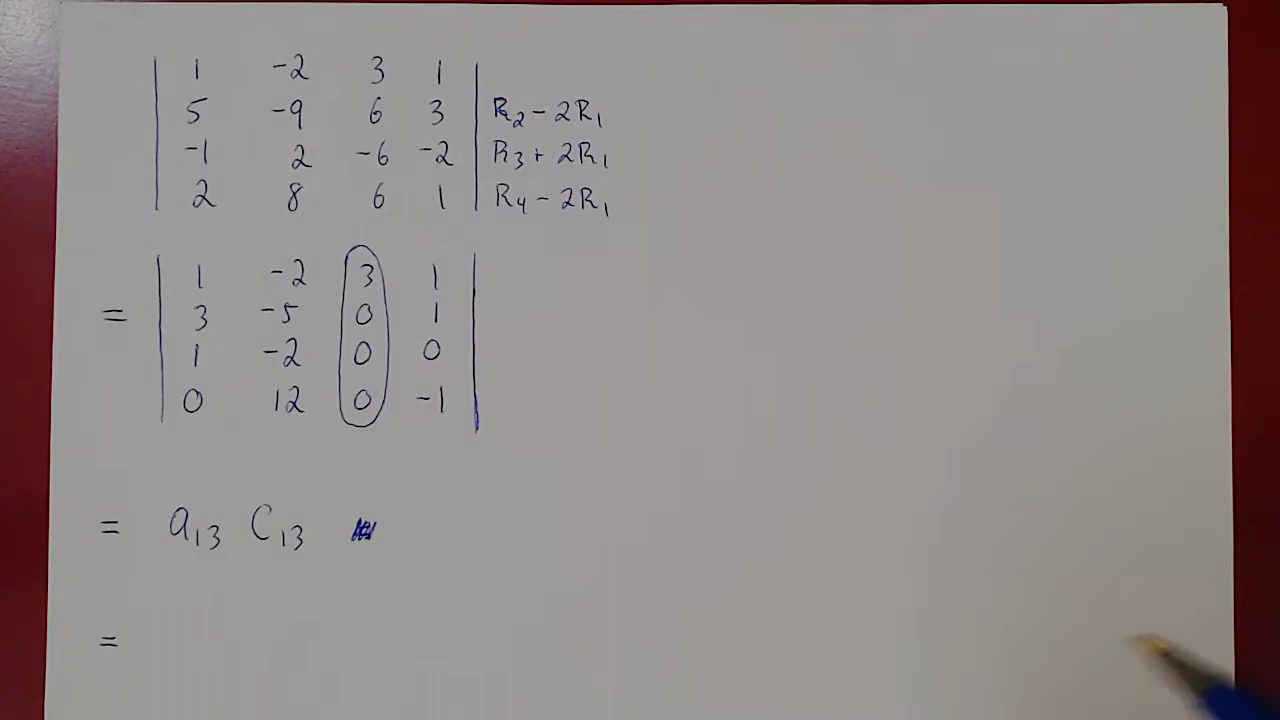 | 1 -2 3 1 |
| 5 -9 6 3 | R₂ - 2R₁
| -1 2 -6 -2 | R₃ + 2R₁
| 2 8 6 1 | R₄ - 2R₁
| 1 -2 3 1 |
= | 3 -5 0 1 |
| 1 -2 0 0 |
| 0 12 0 -1 |
= a₁₃ C₁₃
=